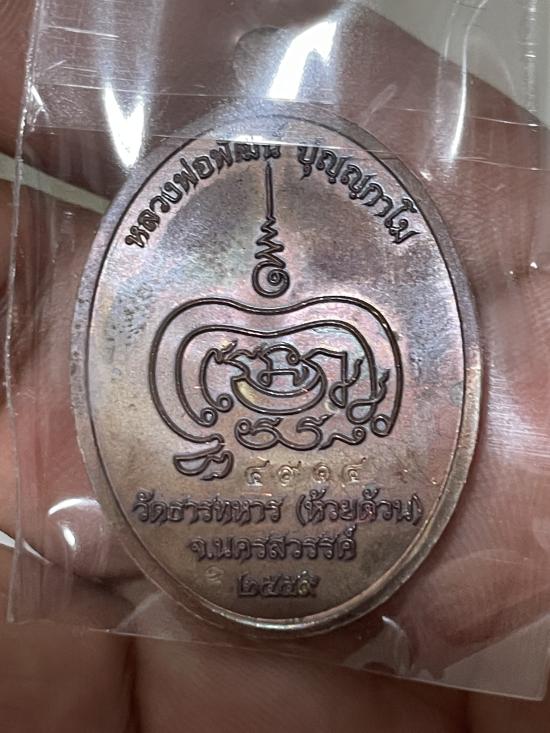 หลวงพ่อพัฒน์ ปุญฺญกาโม
๔๙๑๔
วัดธารทหาร (ห้วยด้วน)
จ.นครสวรรค์
๒๕๕๙